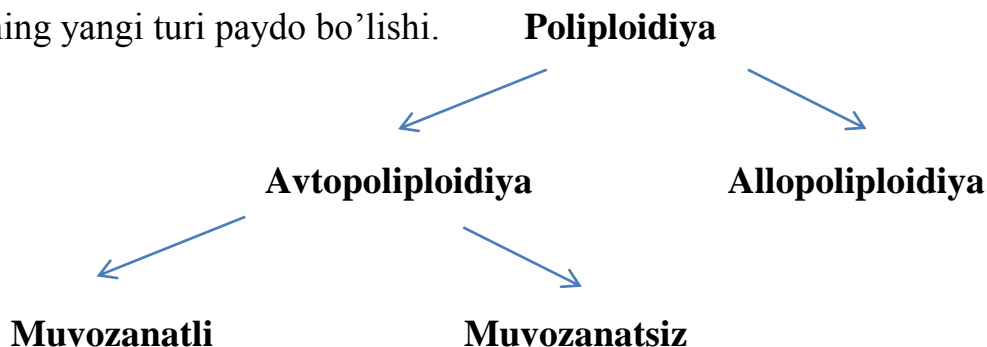 ning yangi turi paydo bo’lishi. Poliploidiya
Avtopoliploidiya Allopoliploidiya
Muvozanatli Muvozanatsiz